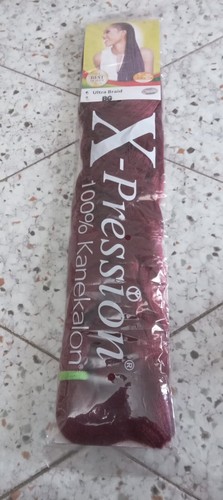 Ultra Braid
X-Pression®
100% Kanekalon